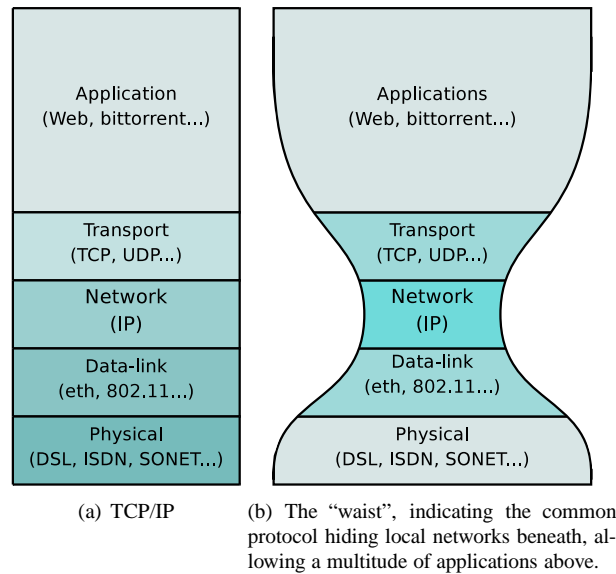 Application
(Web, bittorrent...)
Transport
(TCP, UDP...)
Network
(IP)
Data-link
(eth, 802.11...)
Physical
(DSL, ISDN, SONET...)
(a) TCP/IP
Applications
(Web, bittorrent...)
Transport
(TCP, UDP...)
Network
(IP)
Data-link
(eth, 802.11...)
Physical
(DSL, ISDN, SONET...)
(b) The “waist”, indicating the common
protocol hiding local networks beneath, al-
lowing a multitude of applications above.